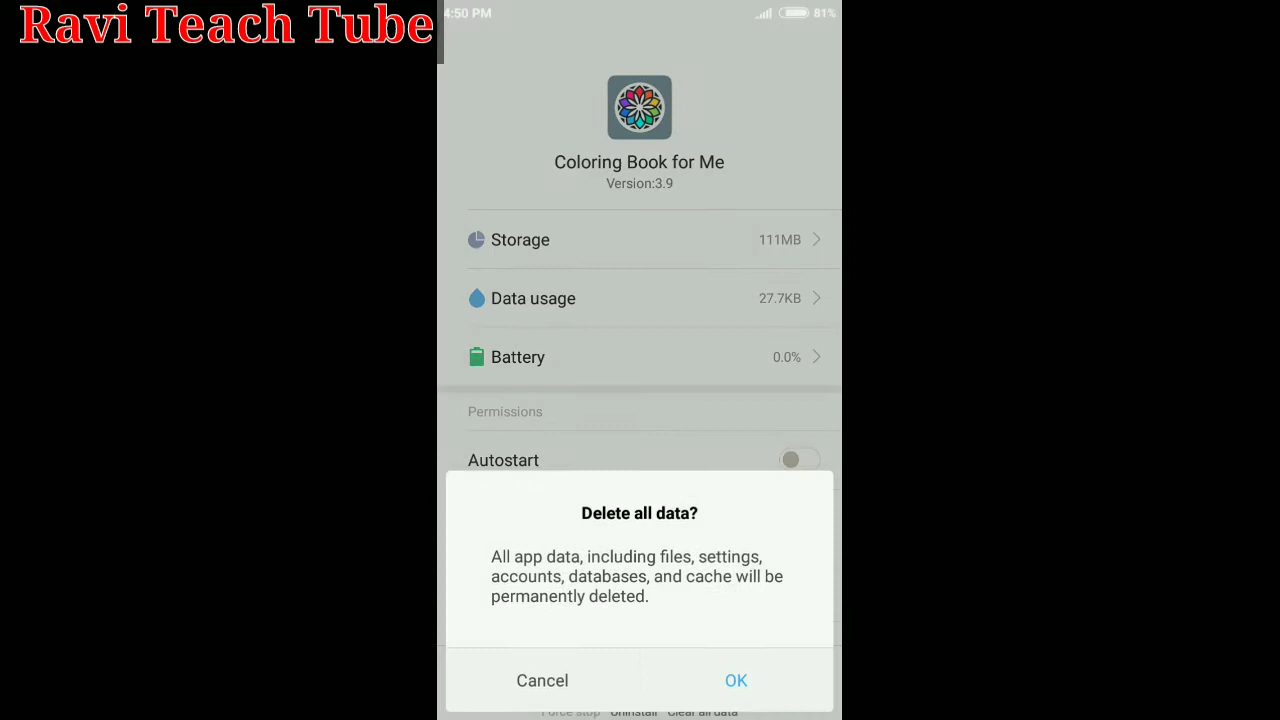 Ravi Teach Tube
4:50 PM
81%
Coloring Book for Me
Version:3.9
Storage 111MB
Data usage 27.7KB
Battery 0.0%
Permissions
Autostart
Delete all data?
All app data, including files, settings,
accounts, databases, and cache will be
permanently deleted.
Cancel OK
Force stop Uninstall Clear all data